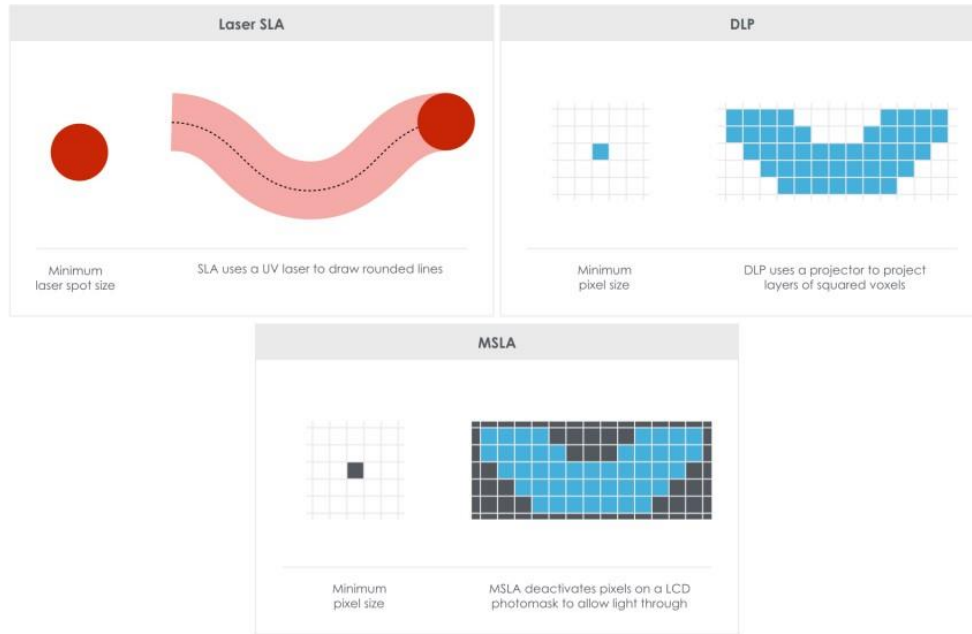 Laser SLA
Minimum
laser spot size
SLA uses a UV laser to draw rounded lines
DLP
Minimum
pixel size
DLP uses a projector to project
layers of squared voxels
MSLA
Minimum
pixel size
MSLA deactivates pixels on a LCD
photomask to allow light through